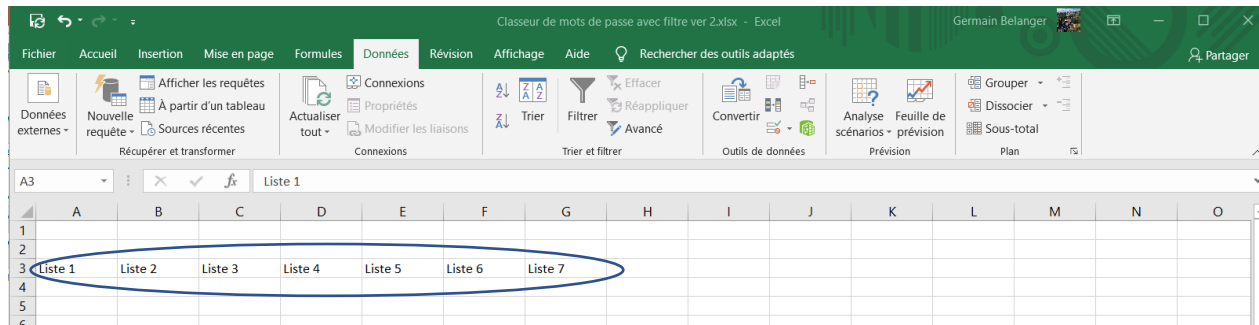 Classeur de mots de passe avec filtre ver 2.xlsx - Excel
Germain Belanger
Fichier Accueil Insertion Mise en page Formules Données Révision Affichage Aide Rechercher des outils adaptés Partager
Données externes
Nouvelle requête
Afficher les requêtes
À partir d'un tableau
Sources récentes
Récupérer et transformer
Actualiser tout
Connexions
Propriétés
Modifier les liaisons
Connexions
Trier
Filtrer
Effacer
Réappliquer
Avancé
Trier et filtrer
Convertir
Outils de données
Analyse scénarios
Feuille de prévision
Prévision
Grouper
Dissocier
Sous-total
Plan
A3 fx Liste 1
A B C D E F G H I J K L M N O
1
2
3 Liste 1 Liste 2 Liste 3 Liste 4 Liste 5 Liste 6 Liste 7
4
5
6